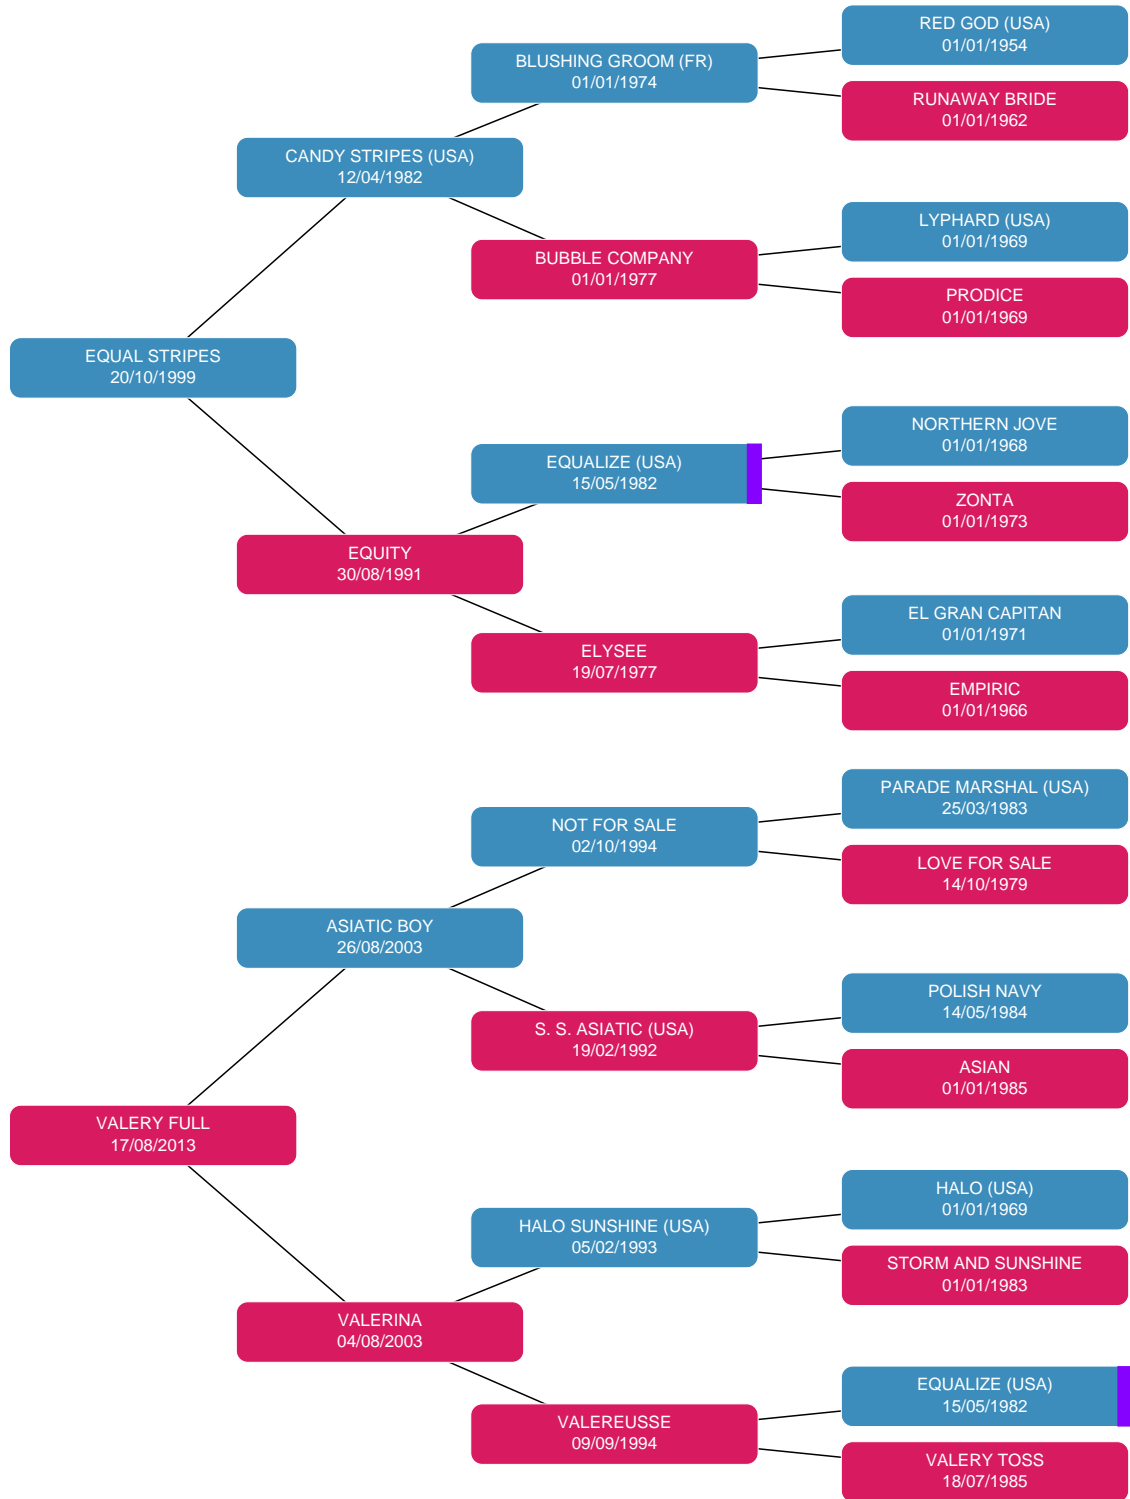 RED GOD (USA)
01/01/1954
BLUSHING GROOM (FR)
01/01/1974
RUNAWAY BRIDE
01/01/1962
CANDY STRIPES (USA)
12/04/1982
LYPHARD (USA)
01/01/1969
BUBBLE COMPANY
01/01/1977
PRODICE
01/01/1969
EQUAL STRIPES
20/10/1999
NORTHERN JOVE
01/01/1968
EQUALIZE (USA)
15/05/1982
ZONTA
01/01/1973
EQUITY
30/08/1991
EL GRAN CAPITAN
01/01/1971
ELYSEE
19/07/1977
EMPIRIC
01/01/1966
PARADE MARSHAL (USA)
25/03/1983
NOT FOR SALE
02/10/1994
LOVE FOR SALE
14/10/1979
ASIATIC BOY
26/08/2003
POLISH NAVY
14/05/1984
S. S. ASIATIC (USA)
19/02/1992
ASIAN
01/01/1985
VALERY FULL
17/08/2013
HALO (USA)
01/01/1969
HALO SUNSHINE (USA)
05/02/1993
STORM AND SUNSHINE
01/01/1983
VALERINA
04/08/2003
EQUALIZE (USA)
15/05/1982
VALEREUSSE
09/09/1994
VALERY TOSS
18/07/1985